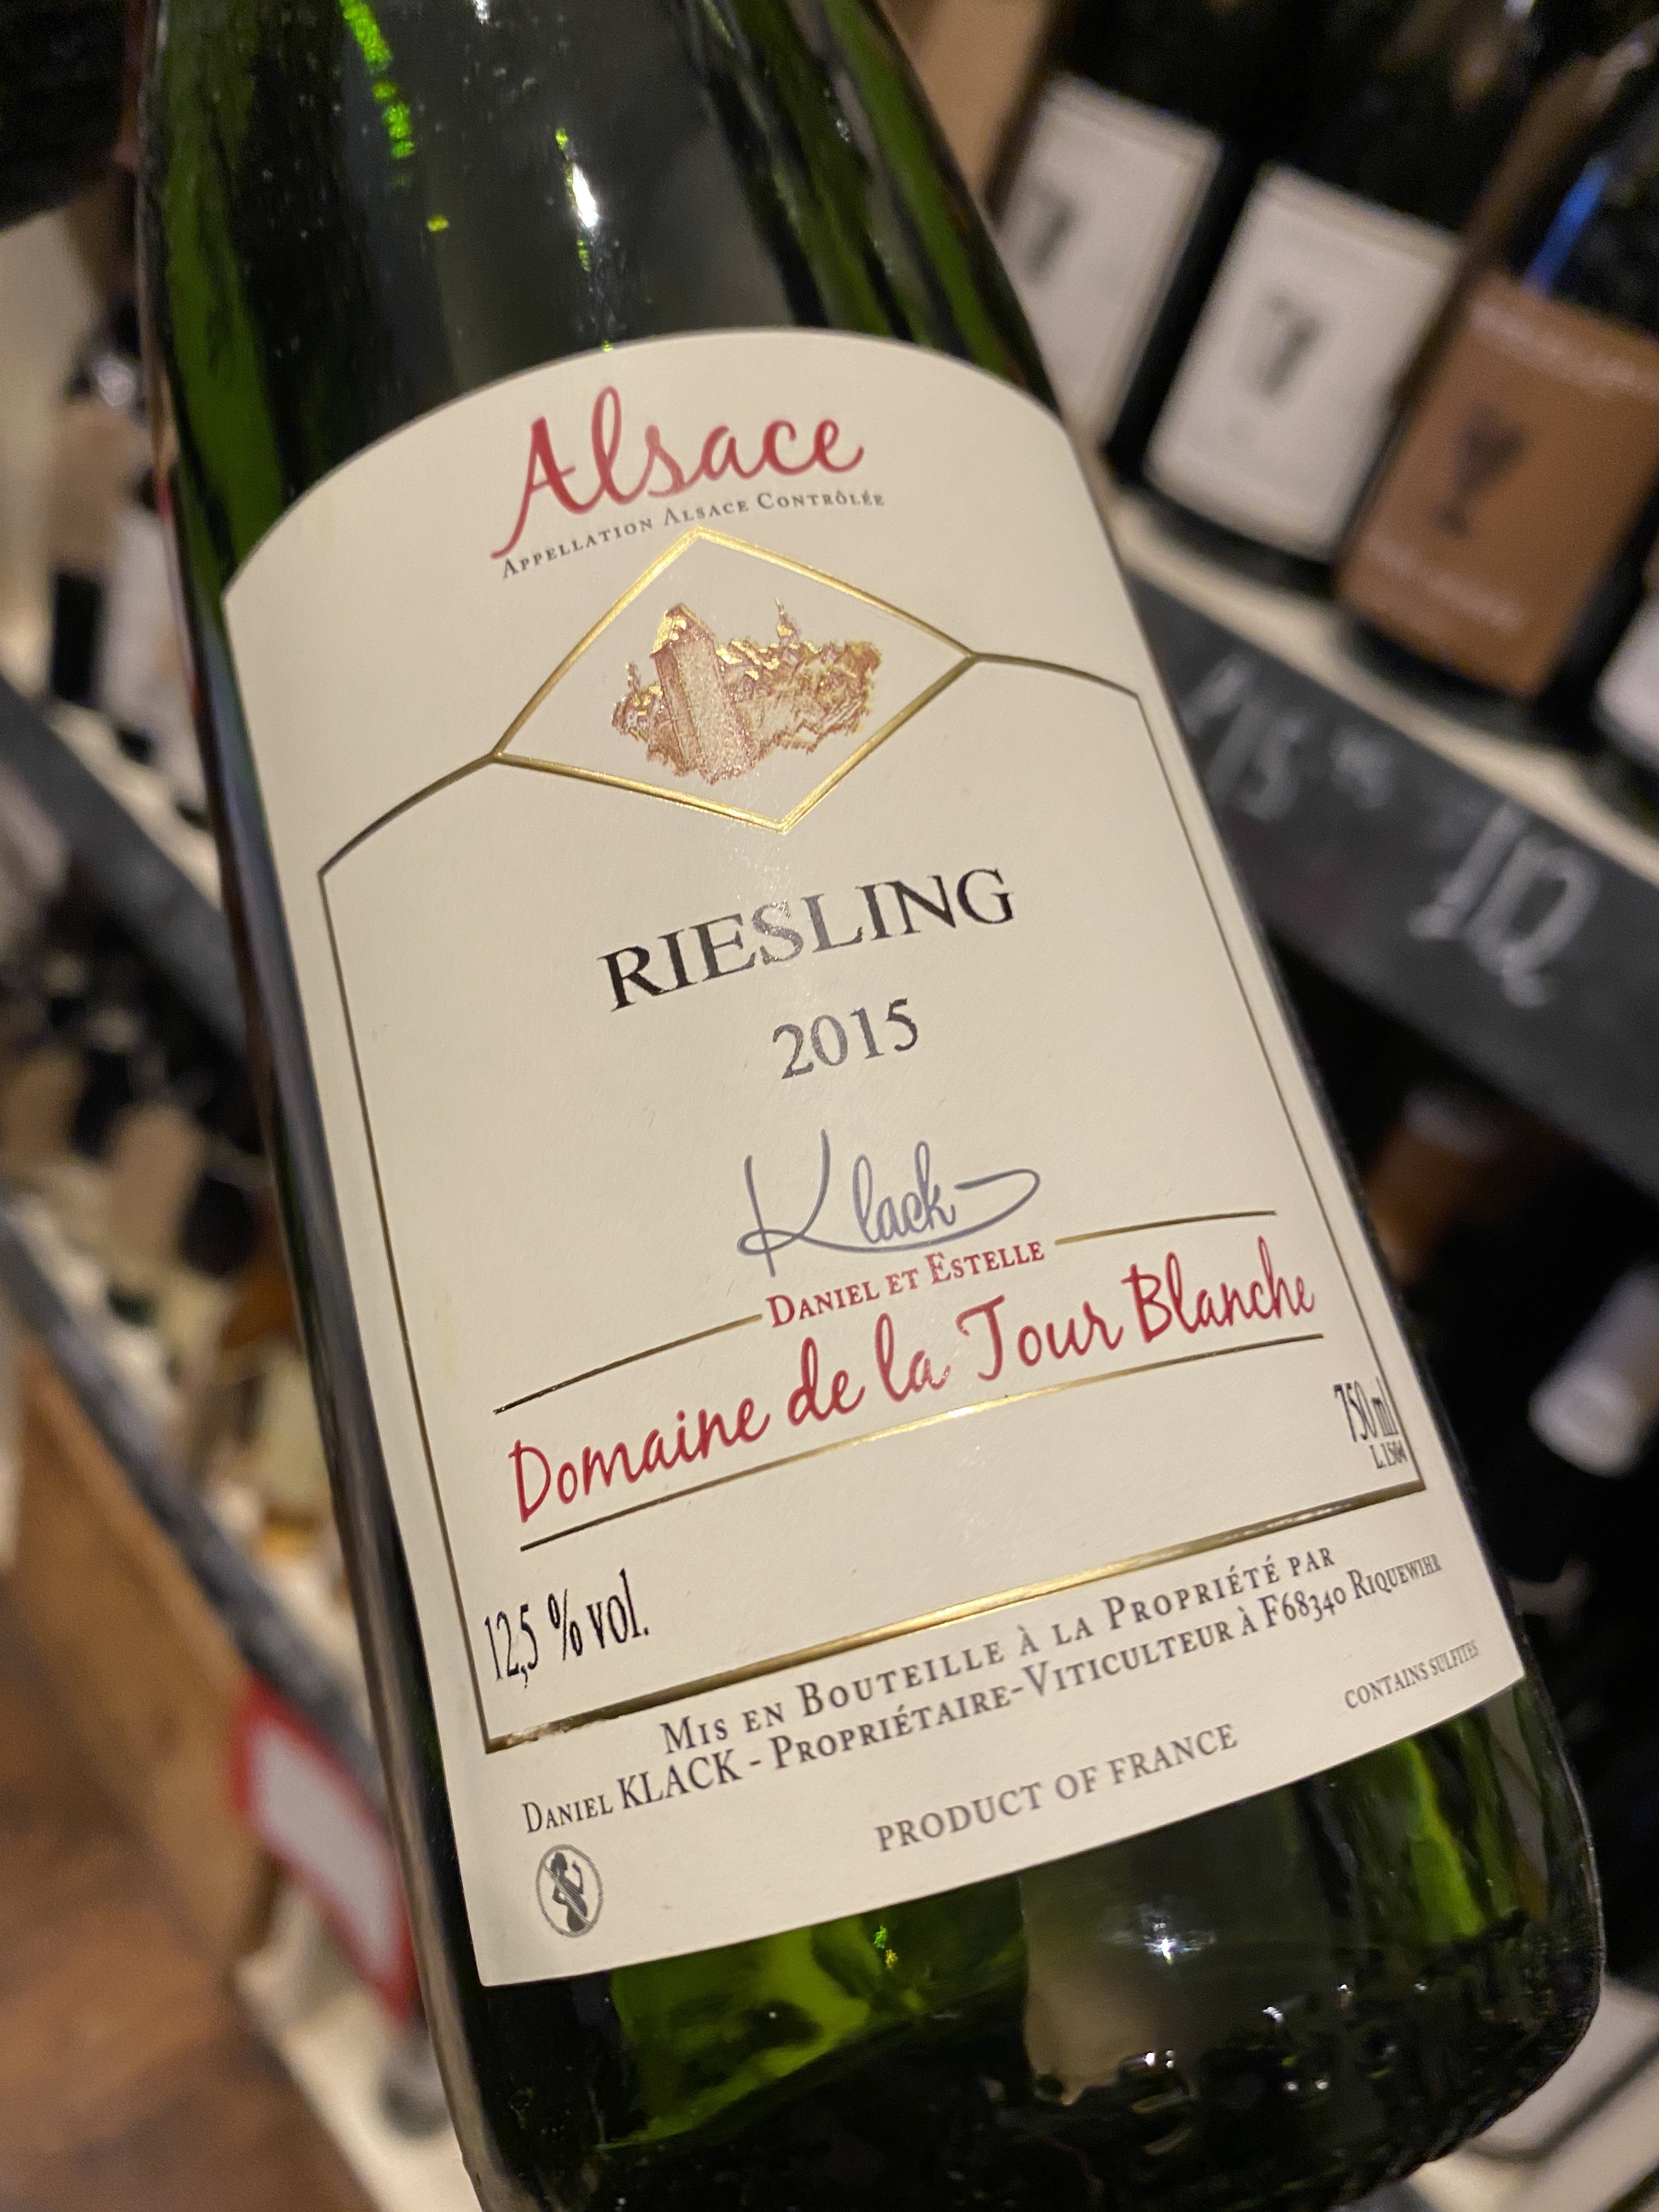 Alsace
Appellation Alsace Contrôlée
RIESLING
2015
Klack
Daniel et Estelle
Domaine de la Tour Blanche
750 ml
L.1504
12,5 % vol.
Mis en Bouteille à la Propriété par
Daniel KLACK - Propriétaire-Viticulteur à F68340 Riquewihr
CONTAINS SULFITES
PRODUCT OF FRANCE